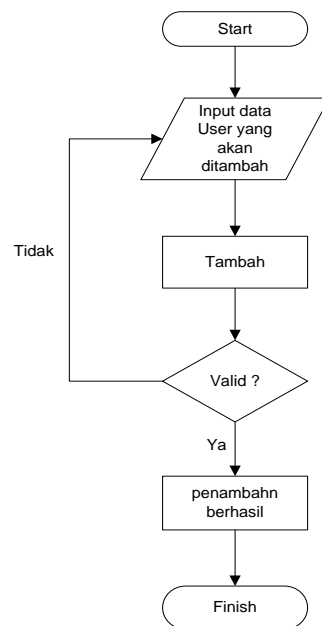 Start
Input data
User yang
akan
ditambah
Tidak
Tambah
Valid ?
Ya
penambahn
berhasil
Finish